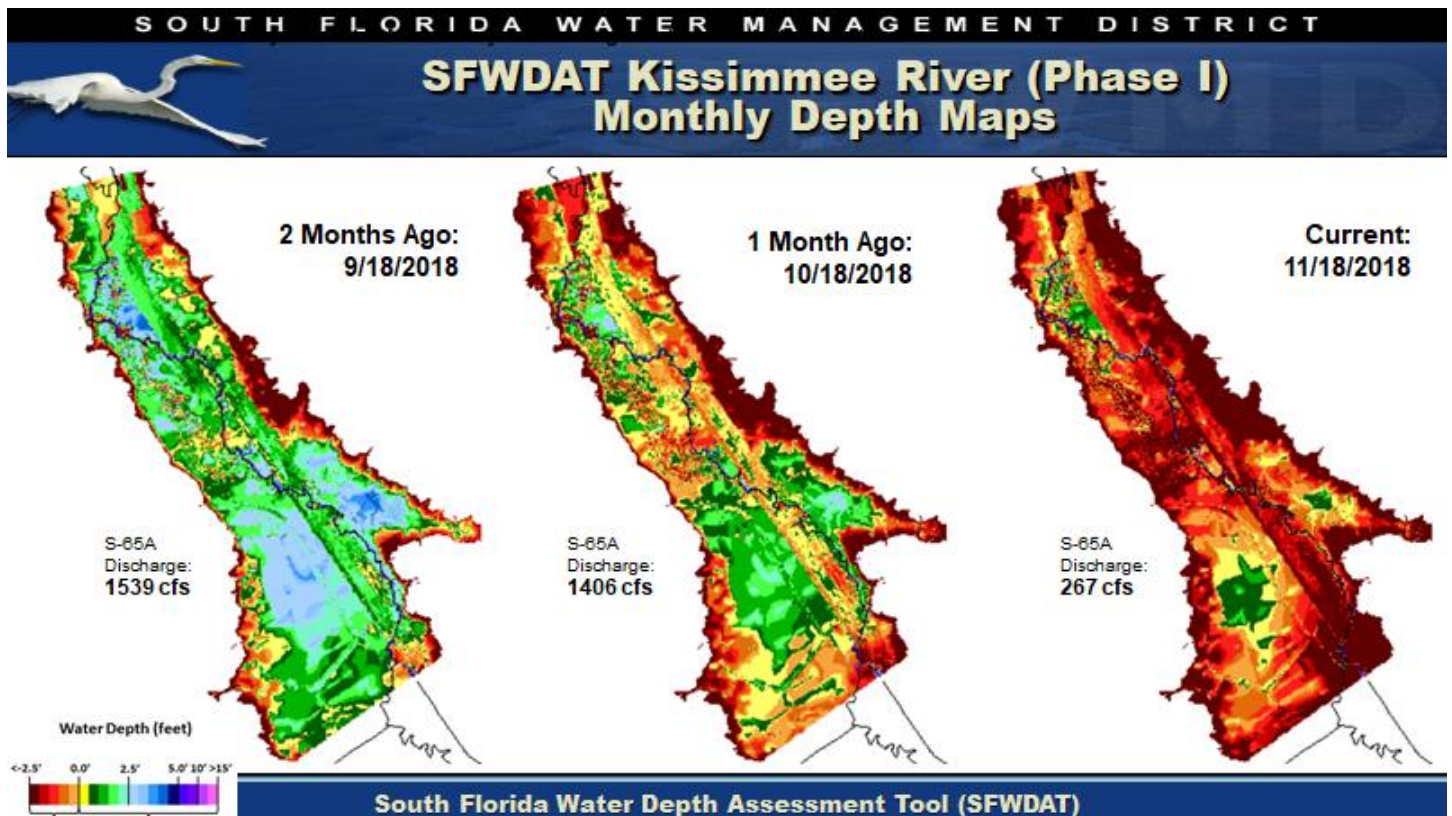 SOUTH FLORIDA WATER MANAGEMENT DISTRICT
SFWDAT Kissimmee River (Phase I)
Monthly Depth Maps
2 Months Ago:
9/18/2018
1 Month Ago:
10/18/2018
Current:
11/18/2018
S-65A
Discharge:
1539 cfs
S-65A
Discharge:
1406 cfs
S-65A
Discharge:
267 cfs
Water Depth (feet)
<-2.5' 0.0' 2.5' 5.0' 10' >15'
South Florida Water Depth Assessment Tool (SFWDAT)